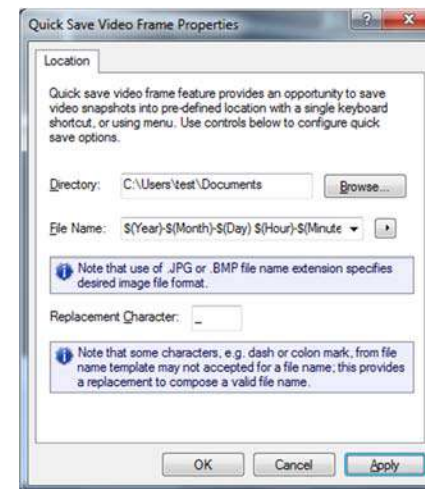 Quick Save Video Frame Properties
Location
Quick save video frame feature provides an opportunity to save
video snapshots into pre-defined location with a single keyboard
shortcut, or using menu. Use controls below to configure quick
save options.
Directory: C:\Users\test\Documents Browse...
File Name: $(Year)-$(Month)-$(Day) $(Hour)-$(Minute
Note that use of .JPG or .BMP file name extension specifies
desired image file format.
Replacement Character: _
Note that some characters, e.g. dash or colon mark, from file
name template may not accepted for a file name; this provides
a replacement to compose a valid file name.
OK Cancel Apply